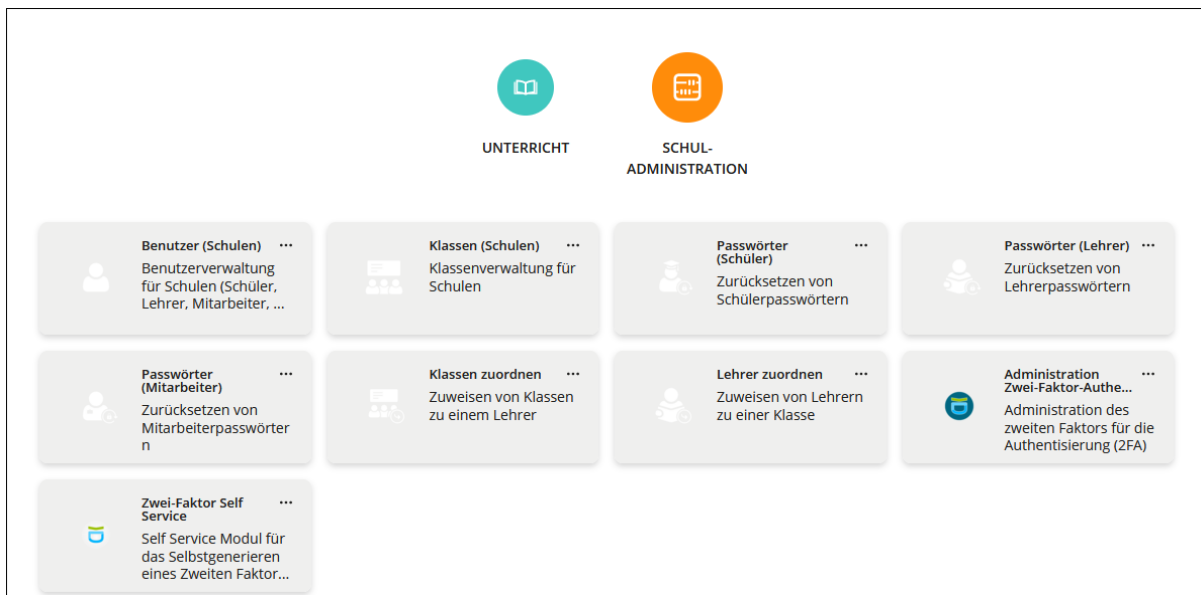 UNTERRICHT
SCHUL-
ADMINISTRATION
Benutzer (Schulen) ...
Benutzerverwaltung
für Schulen (Schüler,
Lehrer, Mitarbeiter, ...
Klassen (Schulen) ...
Klassenverwaltung für
Schulen
Passwörter ...
(Schüler)
Zurücksetzen von
Schülerpasswörtern
Passwörter (Lehrer) ...
Zurücksetzen von
Lehrerpasswörtern
Passwörter ...
(Mitarbeiter)
Zurücksetzen von
Mitarbeiterpasswörter
n
Klassen zuordnen ...
Zuweisen von Klassen
zu einem Lehrer
Lehrer zuordnen ...
Zuweisen von Lehrern
zu einer Klasse
Administration ...
Zwei-Faktor-Authe...
Administration des
zweiten Faktors für die
Authentisierung (2FA)
Zwei-Faktor Self ...
Service
Self Service Modul für
das Selbstgenerieren
eines Zweiten Faktor...